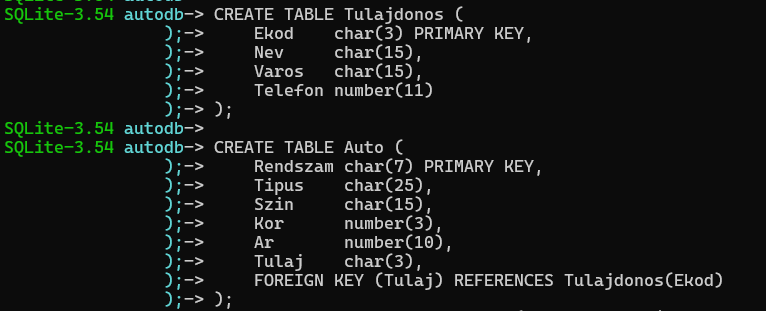 SQLite-3.54 autodb-> CREATE TABLE Tulajdonos (
                );->     Ekod    char(3) PRIMARY KEY,
                );->     Nev     char(15),
                );->     Varos   char(15),
                );->     Telefon number(11)
                );-> );
SQLite-3.54 autodb->
SQLite-3.54 autodb-> CREATE TABLE Auto (
                );->     Rendszam char(7) PRIMARY KEY,
                );->     Tipus    char(25),
                );->     Szin     char(15),
                );->     Kor      number(3),
                );->     Ar       number(10),
                );->     Tulaj    char(3),
                );->     FOREIGN KEY (Tulaj) REFERENCES Tulajdonos(Ekod)
                );-> );